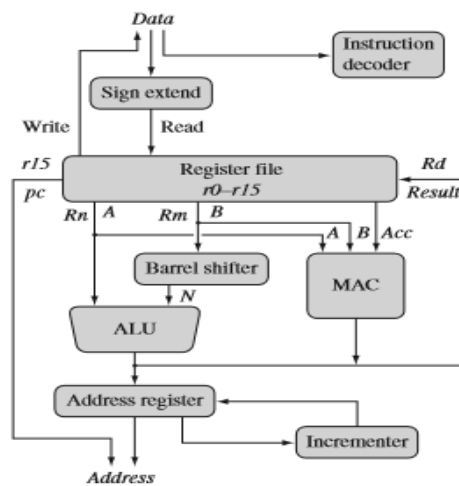 Data
Instruction
decoder
Sign extend
Write
Read
r15
Register file
Rd
pc
r0–r15
Result
Rn A
Rm B
A B Acc
Barrel shifter
MAC
N
ALU
Address register
Incrementer
Address